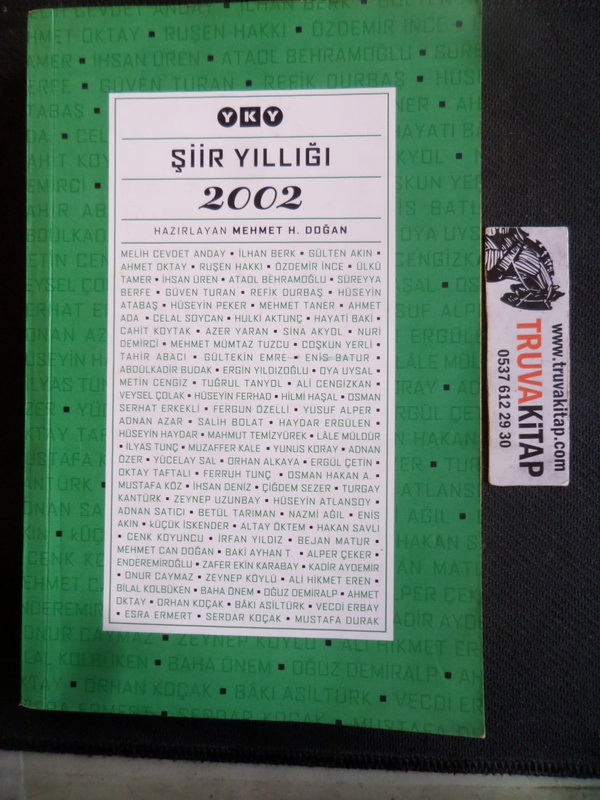 YKY
ŞİİR YILLIĞI
2002
HAZIRLAYAN MEHMET H. DOĞAN
MELİH CEVDET ANDAY ▪ İLHAN BERK ▪ GÜLTEN AKIN ▪
AHMET OKTAY ▪ RUŞEN HAKKI ▪ ÖZDEMİR İNCE ▪ ÜLKÜ
TAMER ▪ İHSAN ÜREN ▪ ATAOL BEHRAMOĞLU ▪ SÜREYYA
BERFE ▪ GÜVEN TURAN ▪ REFİK DURBAŞ ▪ HÜSEYİN
ATABAŞ ▪ HÜSEYİN PEKER ▪ MEHMET TANER ▪ AHMET
ADA ▪ CELAL SOYCAN ▪ HULKİ AKTUNÇ ▪ HAYATİ BAKİ
CAHİT KOYTAK ▪ AZER YARAN ▪ SİNA AKYOL ▪ NURİ
DEMİRCİ ▪ MEHMET MÜMTAZ TUZCU ▪ COŞKUN YERLİ
TAHİR ABACI ▪ GÜLTEKİN EMRE ▪ ENİS BATUR ▪
ABDÜLKADİR BUDAK ▪ ERGİN YILDIZOĞLU ▪ OYA UYSAL
METİN CENGİZ ▪ TUĞRUL TANYOL ▪ ALİ CENGİZKAN ▪
VEYSEL ÇOLAK ▪ HÜSEYİN FERHAD ▪ HİLMİ HAŞAL ▪ OSMAN
SERHAT ERKEKLİ ▪ FERGUN ÖZELLİ ▪ YUSUF ALPER ▪
ADNAN AZAR ▪ SALİH BOLAT ▪ HAYDAR ERGÜLEN ▪
HÜSEYİN HAYDAR ▪ MAHMUT TEMİZYÜREK ▪ LÂLE MÜLDÜR
▪ İLYAS TUNÇ ▪ MUZAFFER KALE ▪ YUNUS KORAY ▪ ADNAN
ÖZER ▪ YÜCELAY SAL ▪ ORHAN ALKAYA ▪ ERGÜL ÇETİN ▪
OKTAY TAFTALI ▪ FERRUH TUNÇ ▪ OSMAN HAKAN A. ▪
MUSTAFA KÖZ ▪ İHSAN DENİZ ▪ ÇİĞDEM SEZER ▪ TURGAY
KANTÜRK ▪ ZEYNEP UZUNBAY ▪ HÜSEYİN ATLANSOY ▪
ADNAN SATICI ▪ BETÜL TARIMAN ▪ NAZMİ AĞIL ▪ ENİS
AKIN ▪ kÜÇÜK İSKENDER ▪ ALTAY ÖKTEM ▪ HAKAN SAVLI
▪ CENK KOYUNCU ▪ İRFAN YILDIZ ▪ BEJAN MATUR ▪
MEHMET CAN DOĞAN ▪ BAKİ AYHAN T. ▪ ALPER ÇEKER ▪
ENDEREMİROĞLU ▪ ZAFER EKİN KARABAY ▪ KADİR AYDEMİR
▪ ONUR CAYMAZ ▪ ZEYNEP KÖYLÜ ▪ ALİ HİKMET EREN ▪
BİLAL KOLBÜKEN ▪ BAHA ÖNEM ▪ OĞUZ DEMİRALP ▪ AHMET
OKTAY ▪ ORHAN KOÇAK ▪ BÂKİ ASİLTÜRK ▪ VECDİ ERBAY
▪ ESRA ERMERT ▪ SERDAR KOÇAK ▪ MUSTAFA DURAK
www.truvakitap.com
TRUVAKİTAP
0537 612 29 30